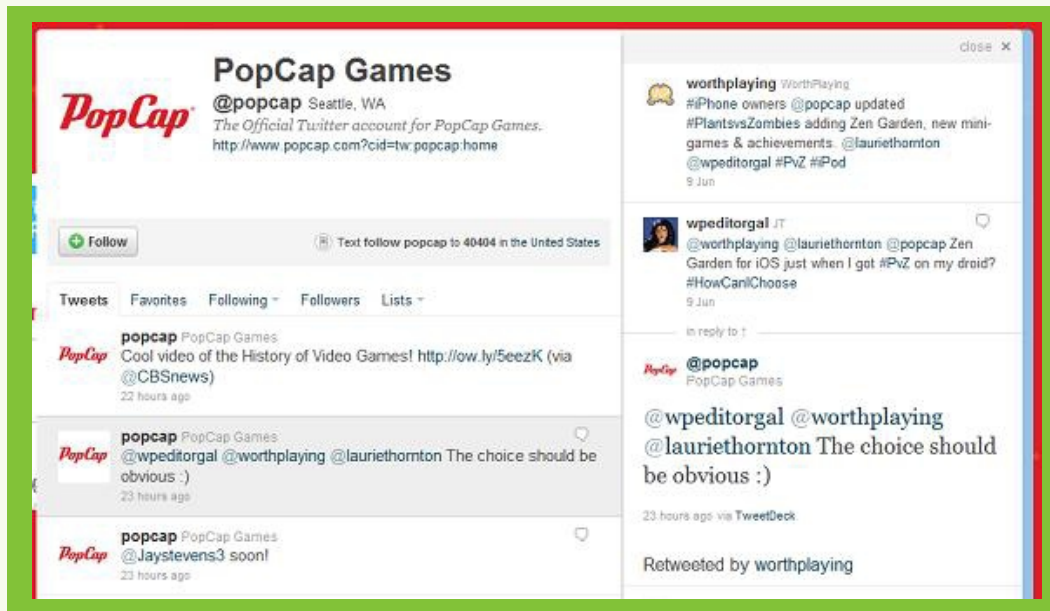 PopCap
PopCap Games
@popcap Seattle, WA
The Official Twitter account for PopCap Games.
http://www.popcap.com?cid=tw:popcap:home
Follow
Text follow popcap to 40404 in the United States
Tweets Favorites Following Followers Lists
PopCap
popcap PopCap Games
Cool video of the History of Video Games! http://ow.ly/5eezK (via
@CBSnews)
22 hours ago
PopCap
popcap PopCap Games
@wpeditorgal @worthplaying @lauriethornton The choice should be
obvious :)
23 hours ago
PopCap
popcap PopCap Games
@Jaystevens3 soon!
23 hours ago
close ×
worthplaying WorthPlaying
#iPhone owners @popcap updated
#PlantsvsZombies adding Zen Garden, new mini-
games & achievements. @lauriethornton
@wpeditorgal #PvZ #iPod
9 Jun
wpeditorgal JT
@worthplaying @lauriethornton @popcap Zen
Garden for iOS just when I got #PvZ on my droid?
#HowCanIChoose
9 Jun
in reply to ↑
PopCap
@popcap
PopCap Games
@wpeditorgal @worthplaying
@lauriethornton The choice should
be obvious :)
23 hours ago via TweetDeck
Retweeted by worthplaying